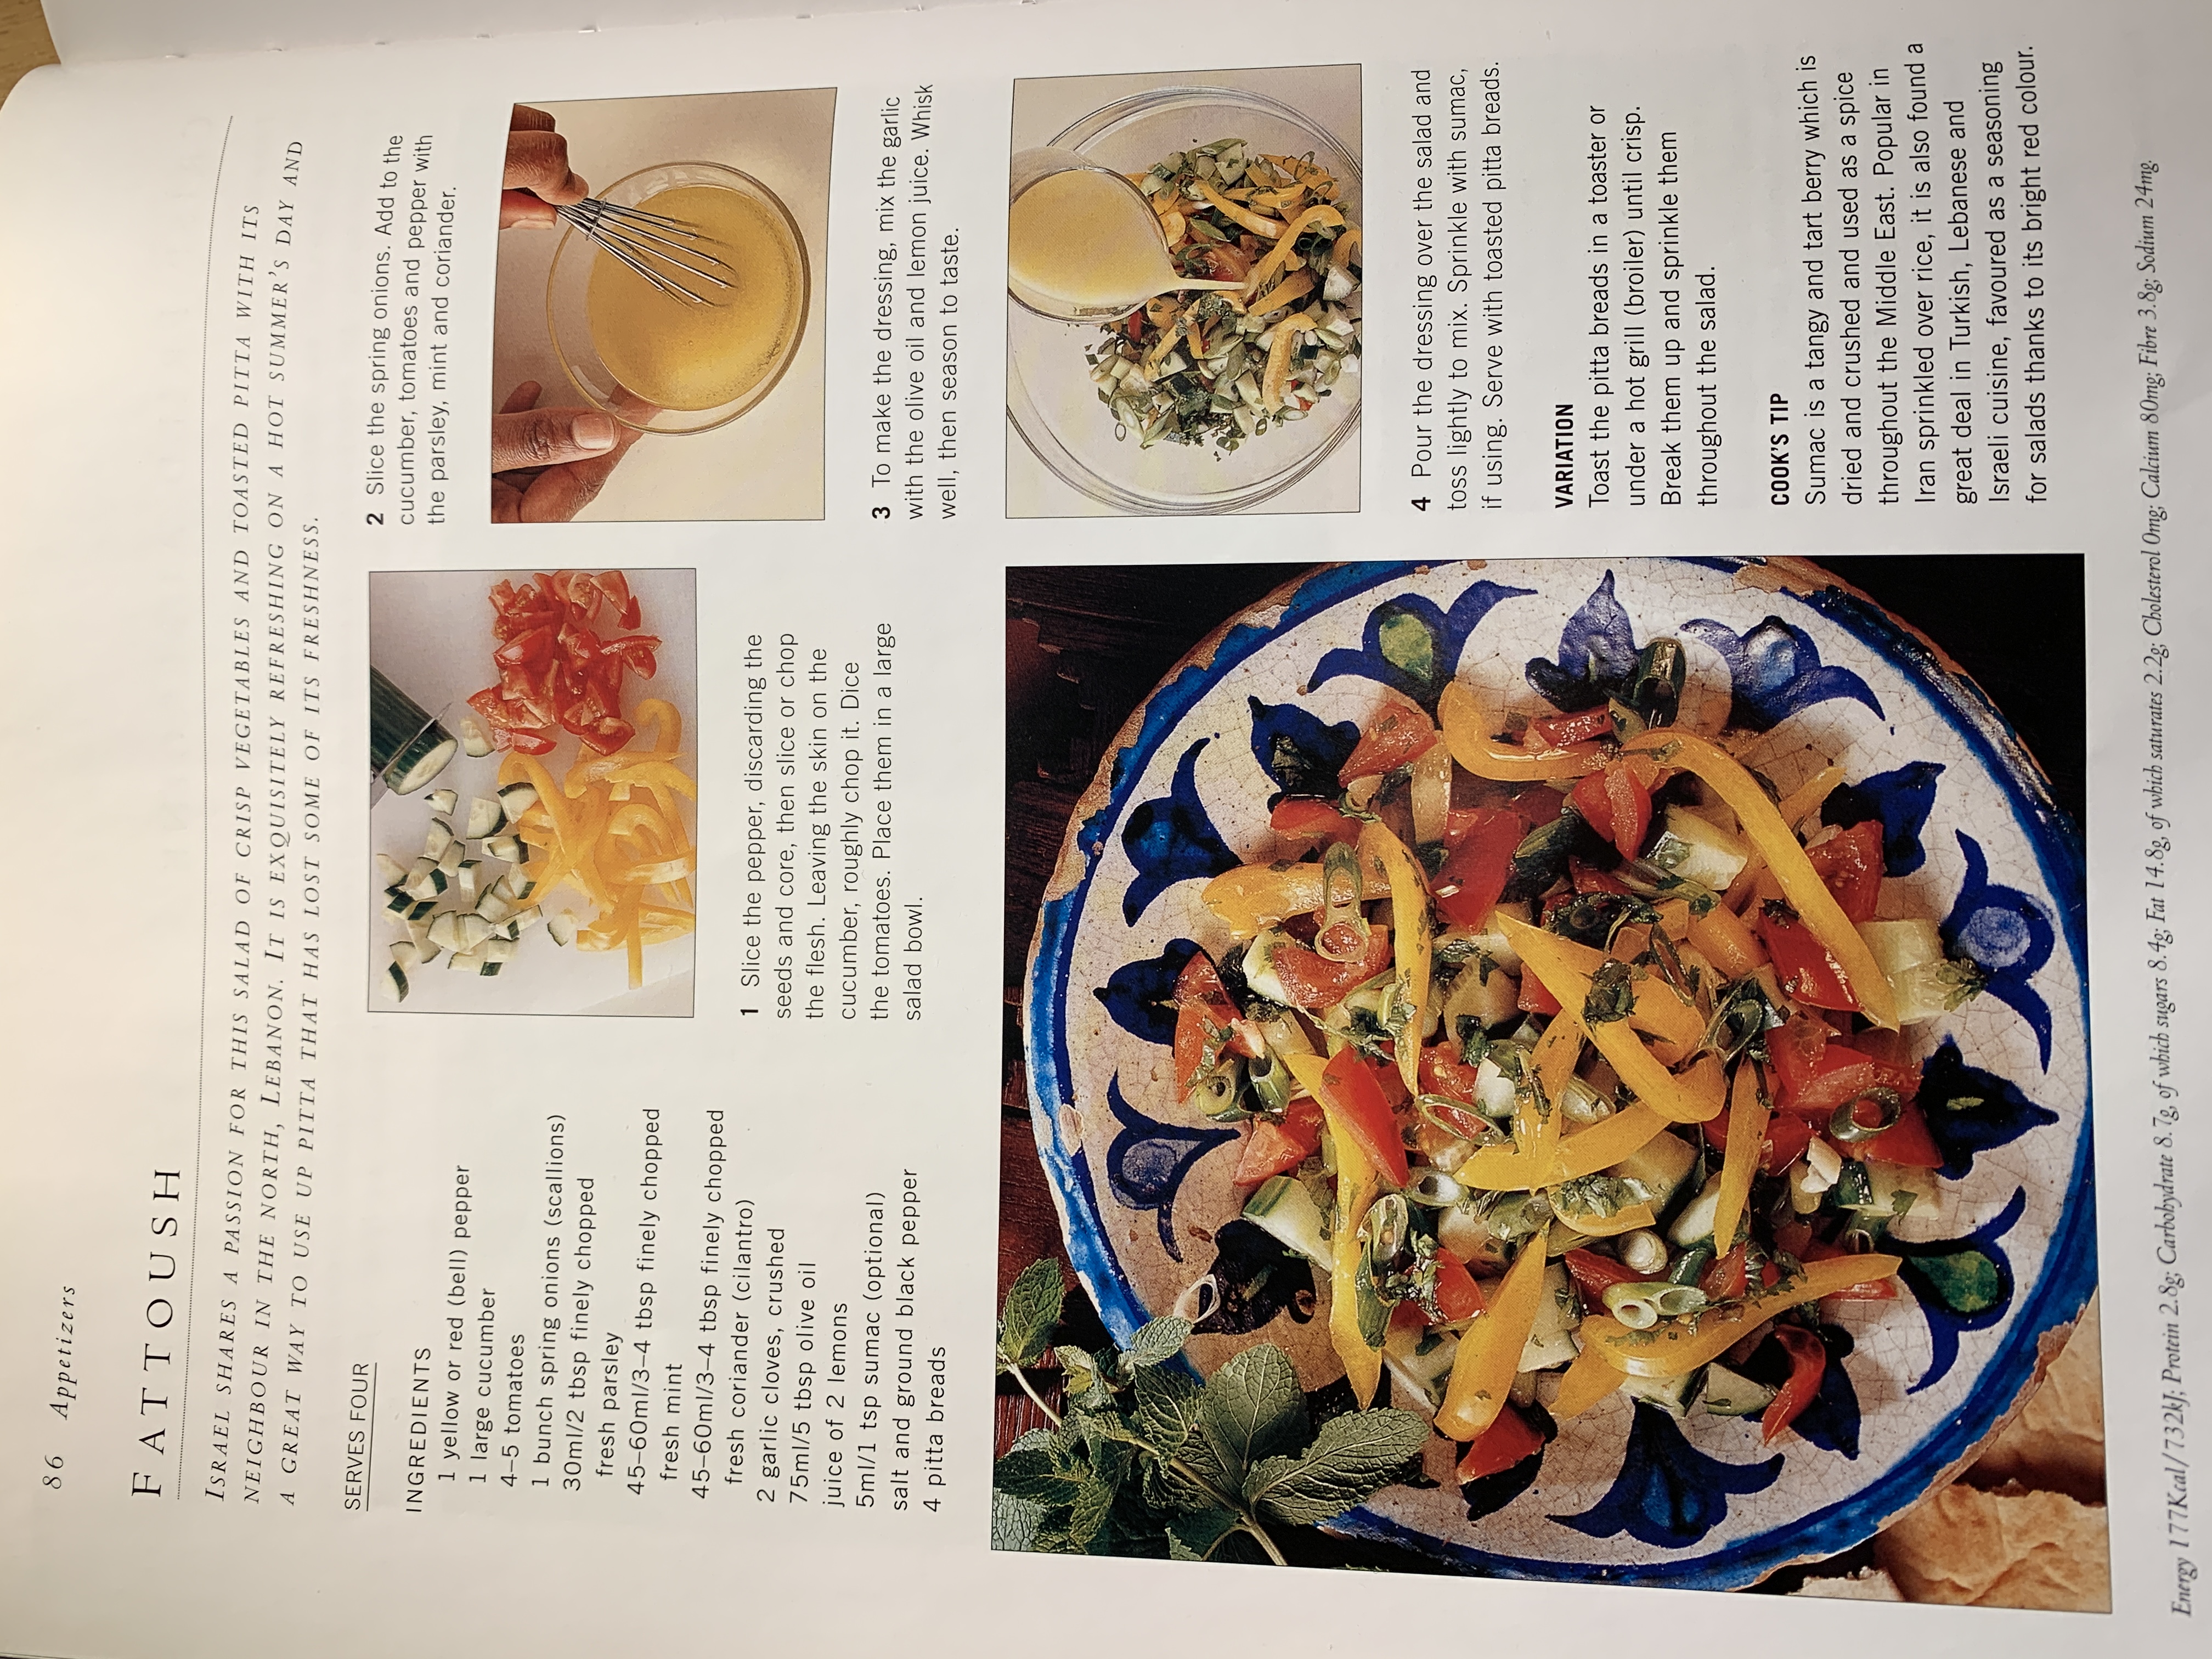 86 Appetizers
FATTOUSH
ISRAEL SHARES A PASSION FOR THIS SALAD OF CRISP VEGETABLES AND TOASTED PITTA WITH ITS
NEIGHBOUR IN THE NORTH, LEBANON. IT IS EXQUISITELY REFRESHING ON A HOT SUMMER'S DAY AND
A GREAT WAY TO USE UP PITTA THAT HAS LOST SOME OF ITS FRESHNESS.
SERVES FOUR
INGREDIENTS
1 yellow or red (bell) pepper
1 large cucumber
4–5 tomatoes
1 bunch spring onions (scallions)
30ml/2 tbsp finely chopped
fresh parsley
45–60ml/3–4 tbsp finely chopped
fresh mint
45–60ml/3–4 tbsp finely chopped
fresh coriander (cilantro)
2 garlic cloves, crushed
75ml/5 tbsp olive oil
juice of 2 lemons
5ml/1 tsp sumac (optional)
salt and ground black pepper
4 pitta breads
1 Slice the pepper, discarding the
seeds and core, then slice or chop
the flesh. Leaving the skin on the
cucumber, roughly chop it. Dice
the tomatoes. Place them in a large
salad bowl.
2 Slice the spring onions. Add to the
cucumber, tomatoes and pepper with
the parsley, mint and coriander.
3 To make the dressing, mix the garlic
with the olive oil and lemon juice. Whisk
well, then season to taste.
4 Pour the dressing over the salad and
toss lightly to mix. Sprinkle with sumac,
if using. Serve with toasted pitta breads.
VARIATION
Toast the pitta breads in a toaster or
under a hot grill (broiler) until crisp.
Break them up and sprinkle them
throughout the salad.
COOK'S TIP
Sumac is a tangy and tart berry which is
dried and crushed and used as a spice
throughout the Middle East. Popular in
Iran sprinkled over rice, it is also found a
great deal in Turkish, Lebanese and
Israeli cuisine, favoured as a seasoning
for salads thanks to its bright red colour.
Energy 177Kcal/732kJ; Protein 2.8g; Carbohydrate 8.7g, of which sugars 8.4g; Fat 14.8g, of which saturates 2.2g; Cholesterol 0mg; Calcium 80mg; Fibre 3.8g; Sodium 24mg.